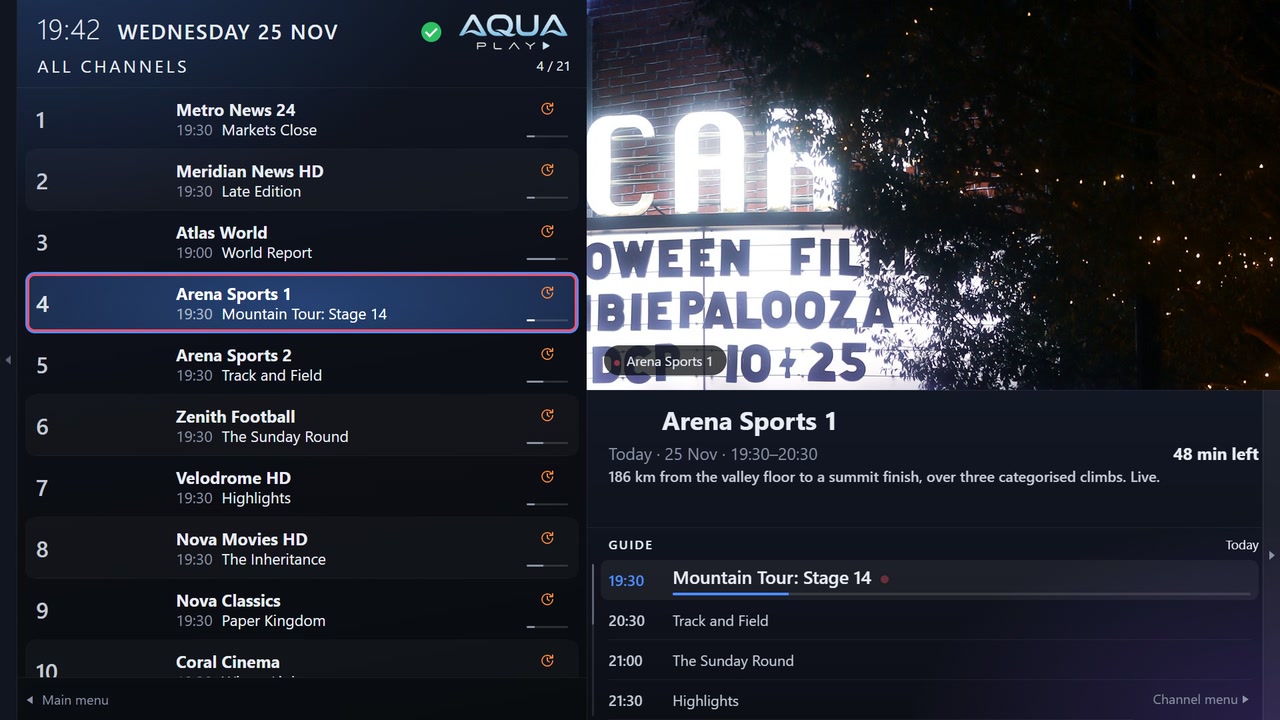 19:42 WEDNESDAY 25 NOV
AQUA
PLAY
ALL CHANNELS
4 / 21
1
Metro News 24
19:30 Markets Close
2
Meridian News HD
19:30 Late Edition
3
Atlas World
19:00 World Report
4
Arena Sports 1
19:30 Mountain Tour: Stage 14
5
Arena Sports 2
19:30 Track and Field
6
Zenith Football
19:30 The Sunday Round
7
Velodrome HD
19:30 Highlights
8
Nova Movies HD
19:30 The Inheritance
9
Nova Classics
19:30 Paper Kingdom
10
Coral Cinema
Main menu
CAR
OWEEN FILM
BIEPALOOZA
DCP 10+25
Arena Sports 1
Arena Sports 1
Today · 25 Nov · 19:30–20:30
48 min left
186 km from the valley floor to a summit finish, over three categorised climbs. Live.
GUIDE
Today
19:30 Mountain Tour: Stage 14
20:30 Track and Field
21:00 The Sunday Round
21:30 Highlights
Channel menu